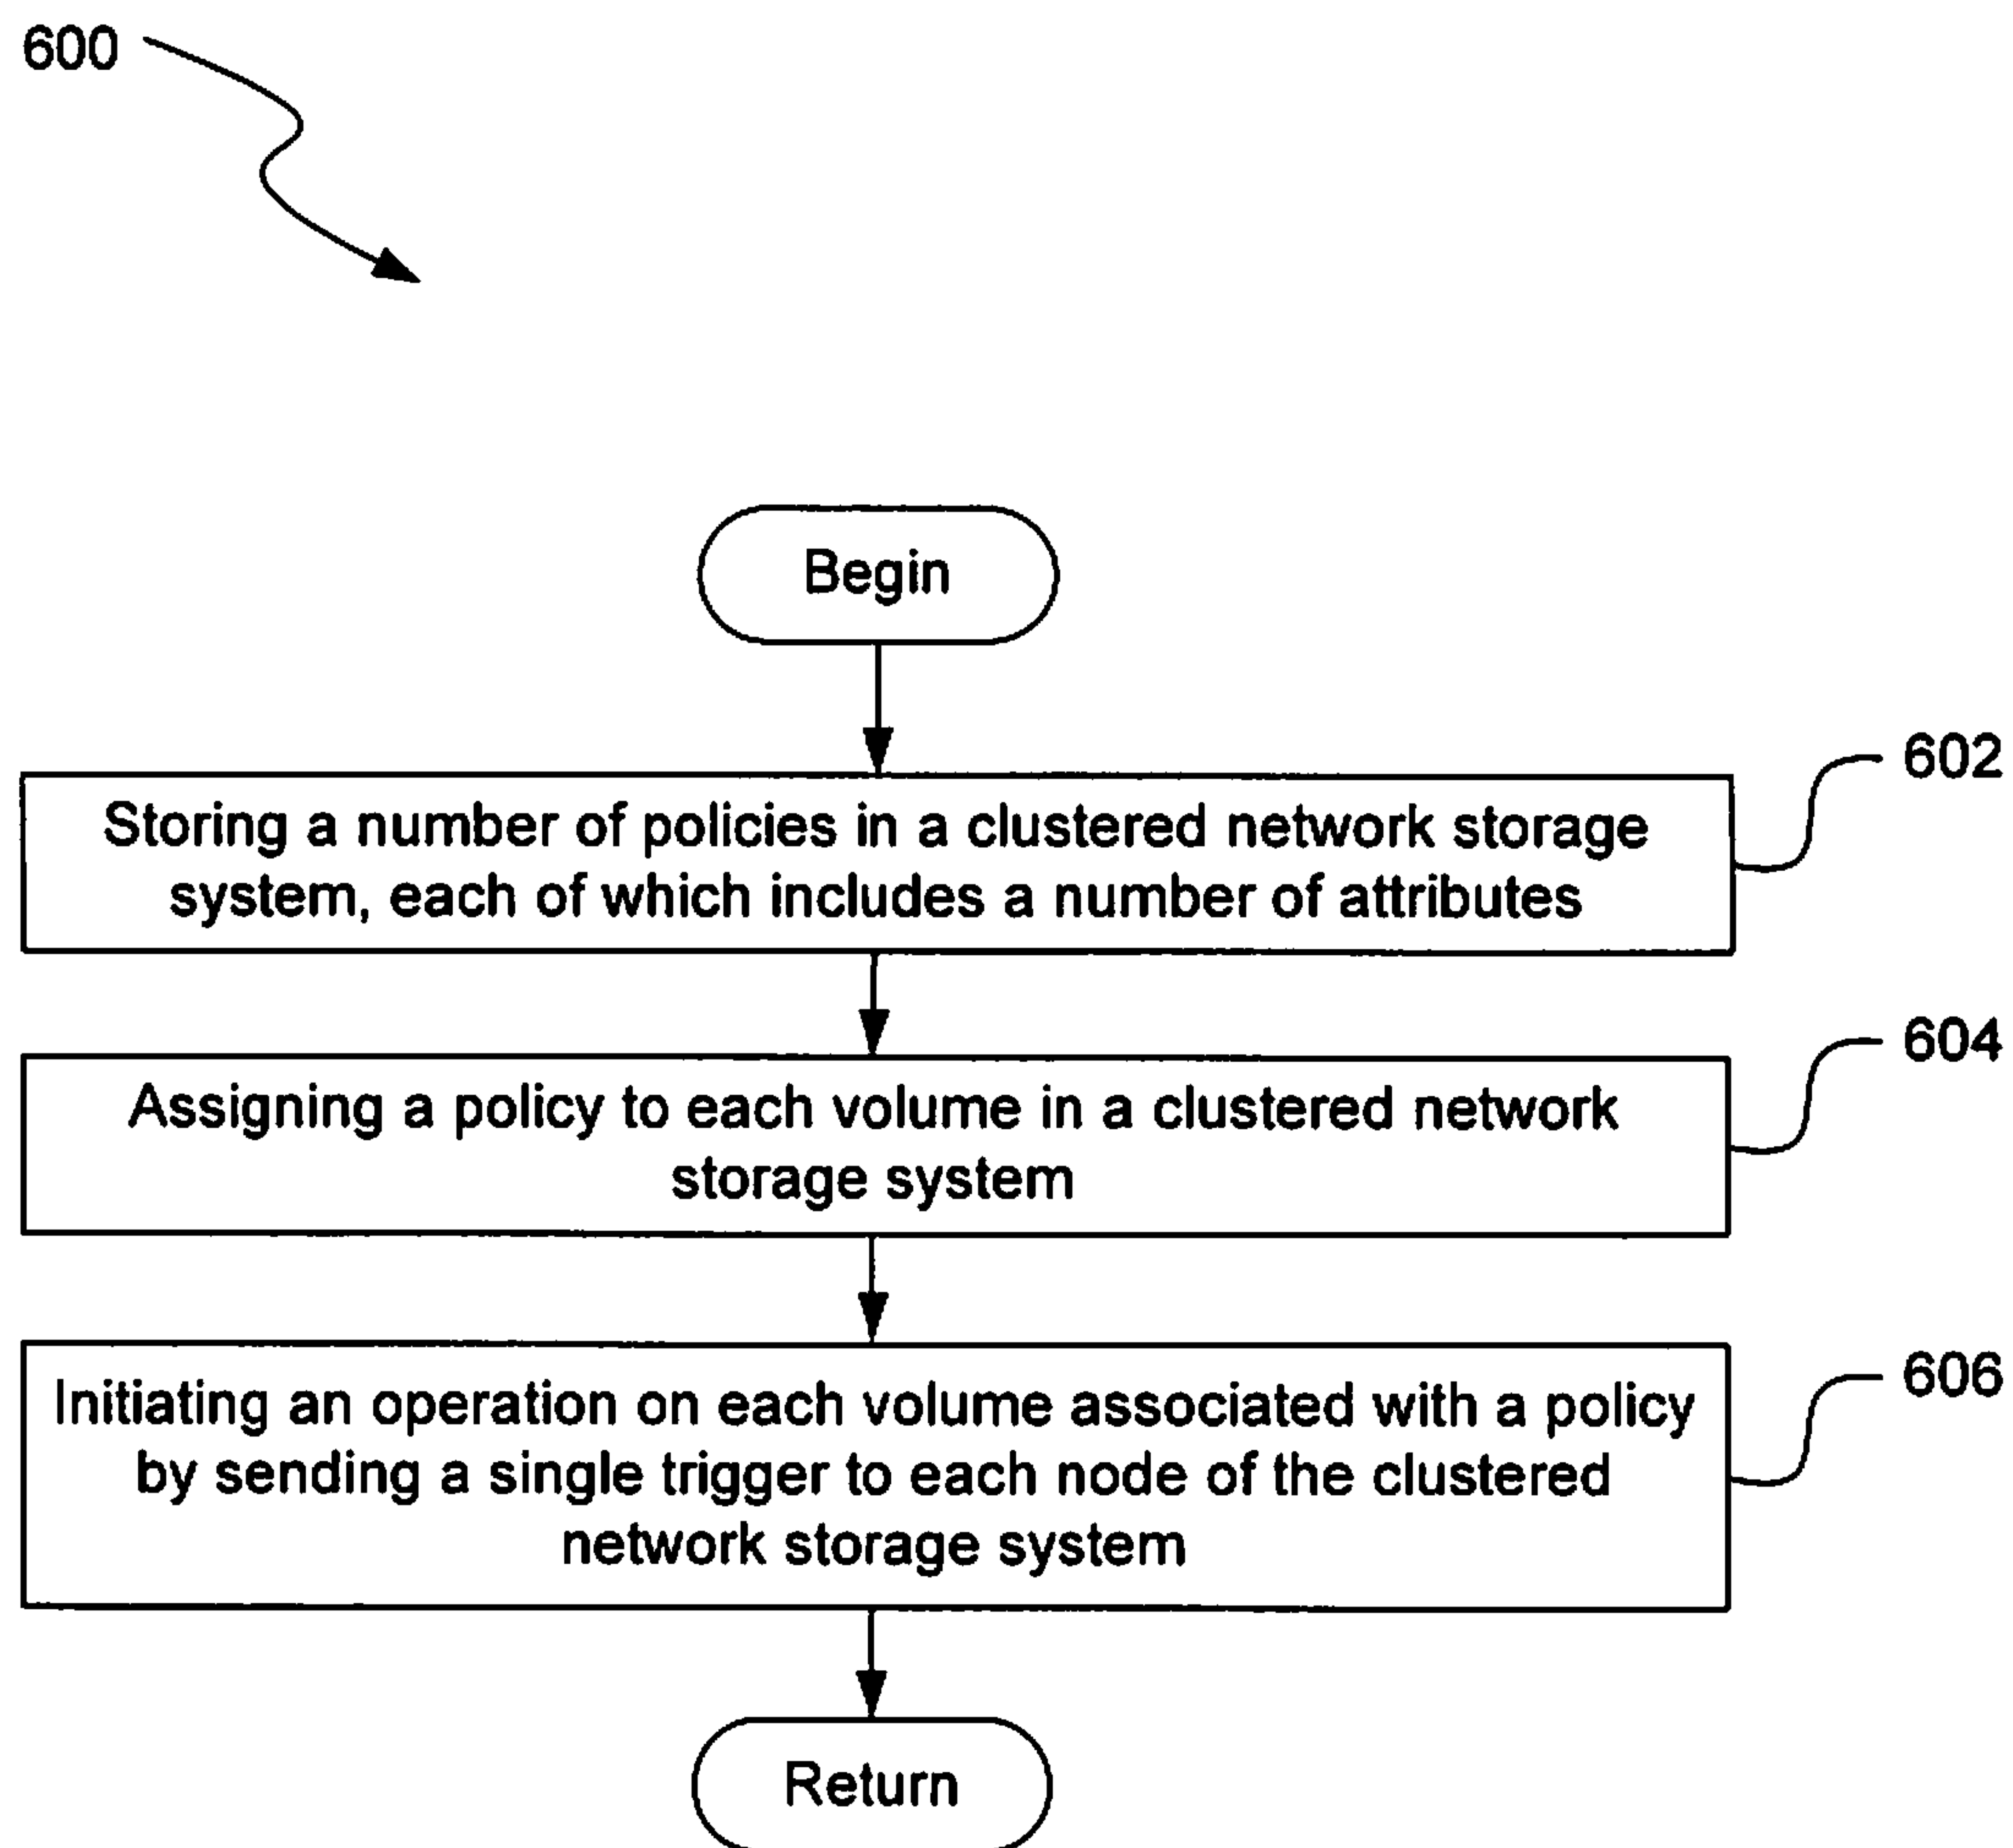 600
Begin
602
Storing a number of policies in a clustered network storage
system, each of which includes a number of attributes
604
Assigning a policy to each volume in a clustered network
storage system
606
Initiating an operation on each volume associated with a policy
by sending a single trigger to each node of the clustered
network storage system
Return